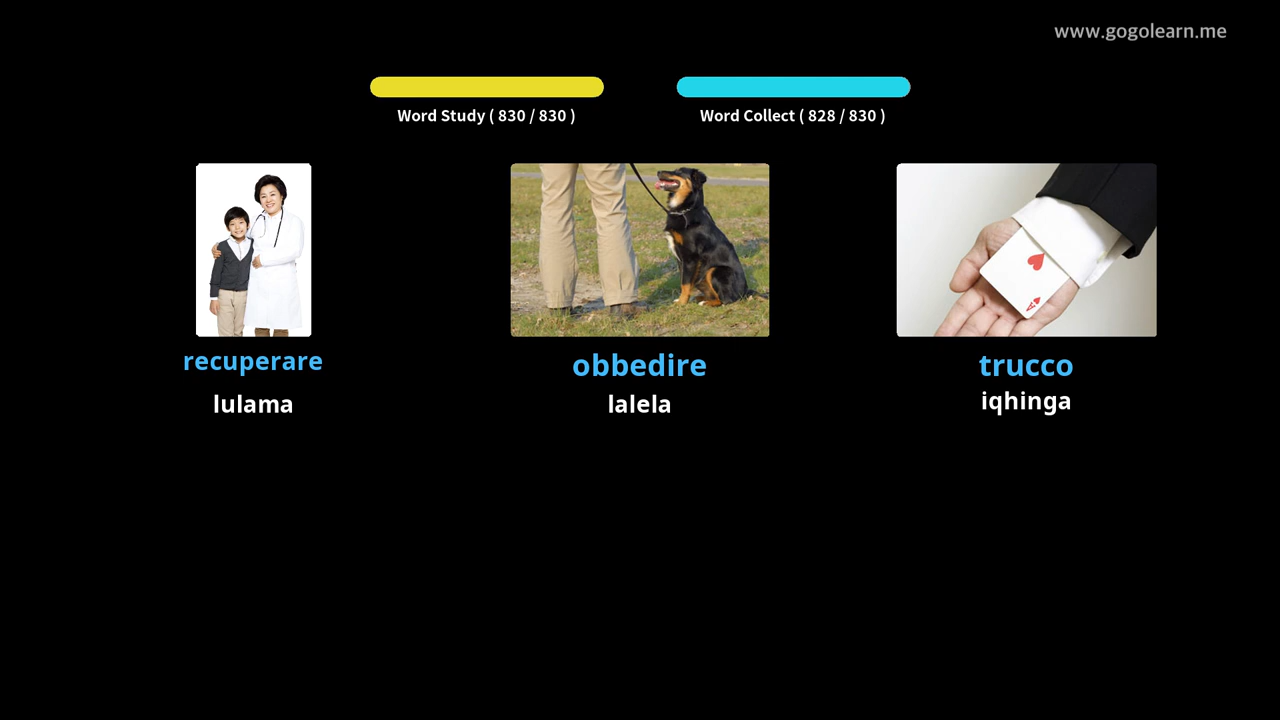 www.gogolearn.me
Word Study ( 830 / 830 )
Word Collect ( 828 / 830 )
recuperare
lulama
obbedire
lalela
trucco
iqhinga